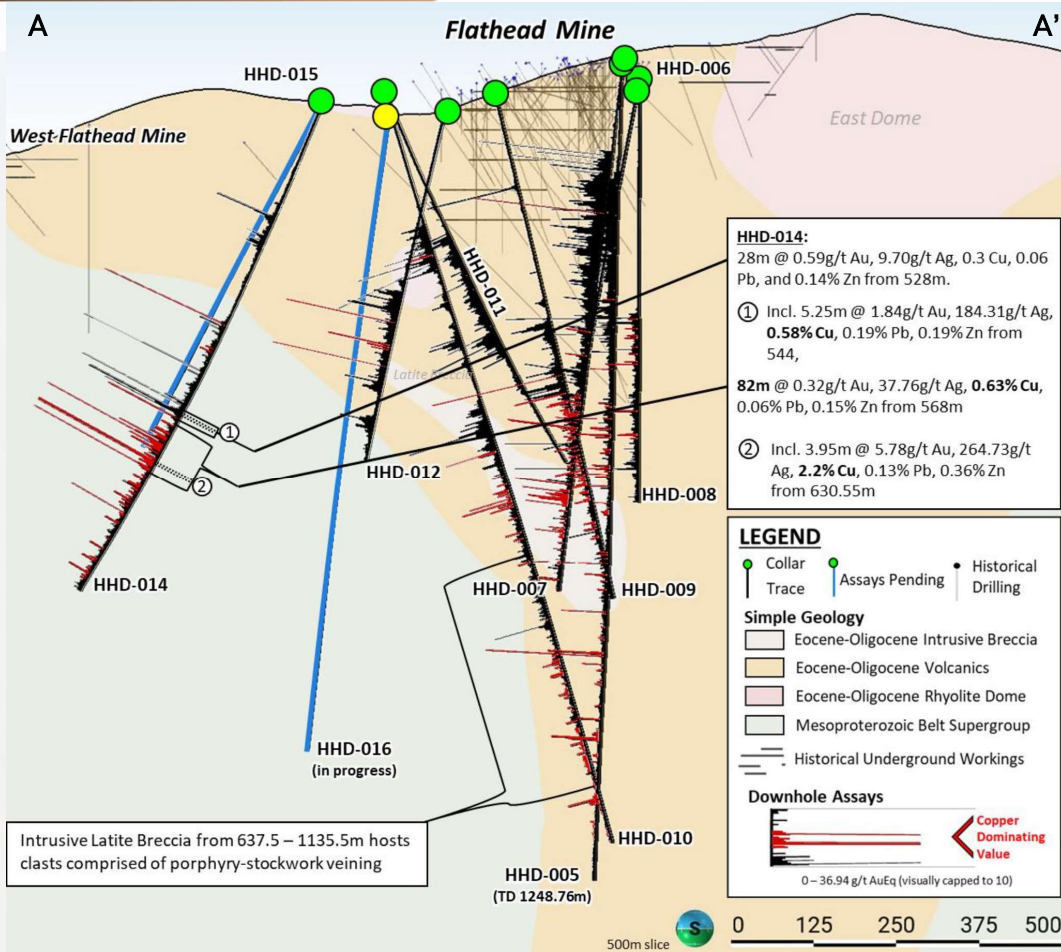 A
A'
Flathead Mine
HHD-015
HHD-006
West Flathead Mine
East Dome
HHD-011
Latite Breccia
HHD-014:
28m @ 0.59g/t Au, 9.70g/t Ag, 0.3 Cu, 0.06
Pb, and 0.14% Zn from 528m.
1 Incl. 5.25m @ 1.84g/t Au, 184.31g/t Ag,
0.58% Cu, 0.19% Pb, 0.19% Zn from
544,
82m @ 0.32g/t Au, 37.76g/t Ag, 0.63% Cu,
0.06% Pb, 0.15% Zn from 568m
2 Incl. 3.95m @ 5.78g/t Au, 264.73g/t
Ag, 2.2% Cu, 0.13% Pb, 0.36% Zn
from 630.55m
1
2
HHD-012
HHD-008
HHD-014
HHD-007
HHD-009
HHD-016
(in progress)
HHD-010
HHD-005
(TD 1248.76m)
Intrusive Latite Breccia from 637.5 – 1135.5m hosts
clasts comprised of porphyry-stockwork veining
LEGEND
Collar
Trace
Assays Pending
Historical
Drilling
Simple Geology
Eocene-Oligocene Intrusive Breccia
Eocene-Oligocene Volcanics
Eocene-Oligocene Rhyolite Dome
Mesoproterozoic Belt Supergroup
Historical Underground Workings
Downhole Assays
Copper
Dominating
Value
0 – 36.94 g/t AuEq (visually capped to 10)
500m slice
S
0 125 250 375 500